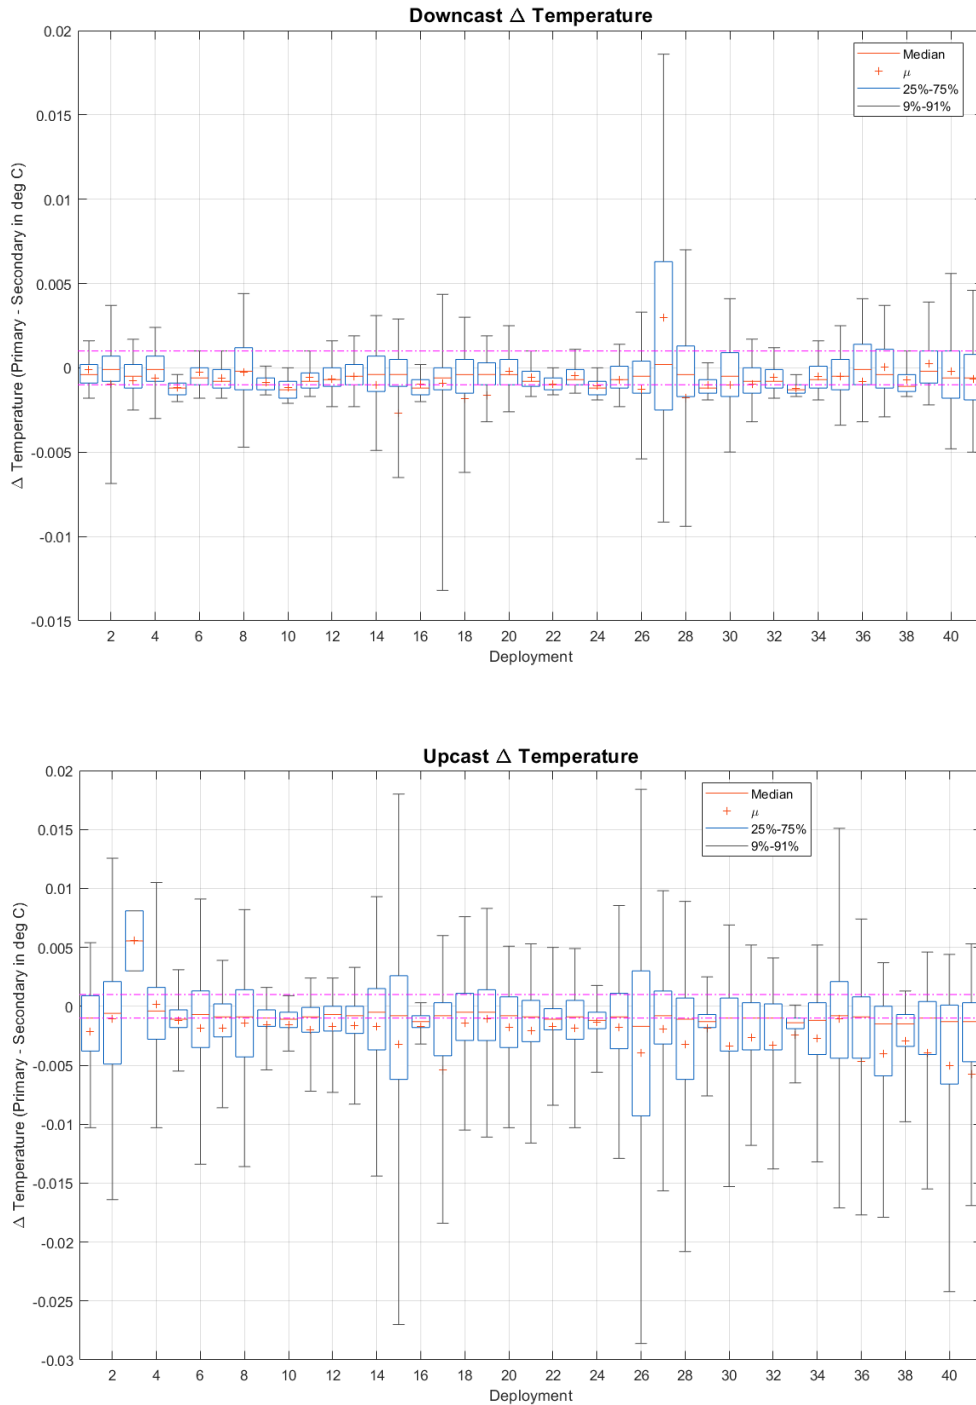 Downcast Δ Temperature
Δ Temperature (Primary - Secondary in deg C)
0.02
0.015
0.01
0.005
0
-0.005
-0.01
-0.015
Median
μ
25%-75%
9%-91%
2 4 6 8 10 12 14 16 18 20 22 24 26 28 30 32 34 36 38 40
Deployment
Upcast Δ Temperature
Δ Temperature (Primary - Secondary in deg C)
0.02
0.015
0.01
0.005
0
-0.005
-0.01
-0.015
-0.02
-0.025
-0.03
Median
μ
25%-75%
9%-91%
2 4 6 8 10 12 14 16 18 20 22 24 26 28 30 32 34 36 38 40
Deployment